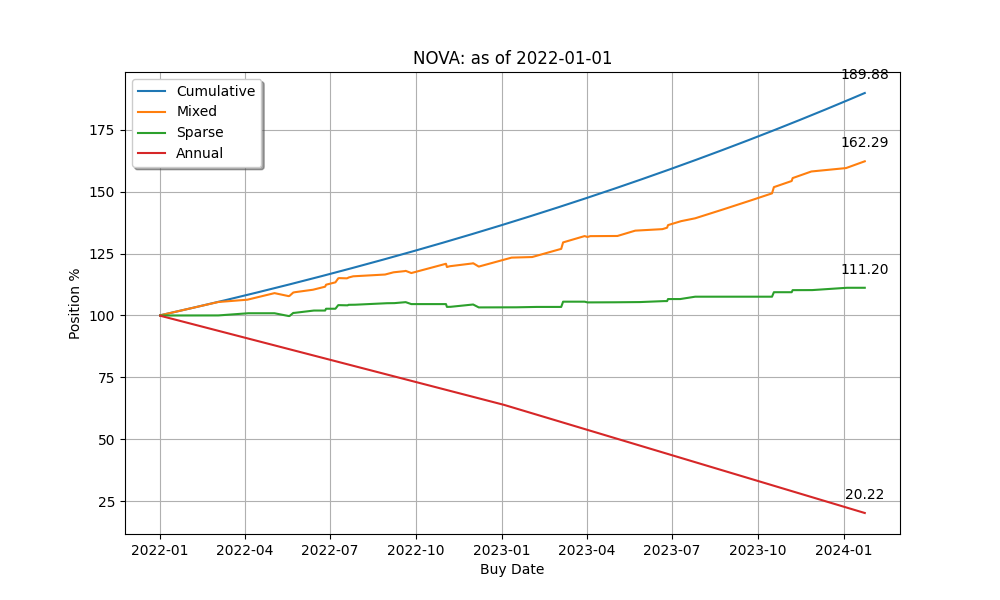 NOVA: as of 2022-01-01
189.88
Cumulative
Mixed
Sparse
Annual
162.29
111.20
20.22
175
150
125
100
75
50
25
Position %
2022-01 2022-04 2022-07 2022-10 2023-01 2023-04 2023-07 2023-10 2024-01
Buy Date